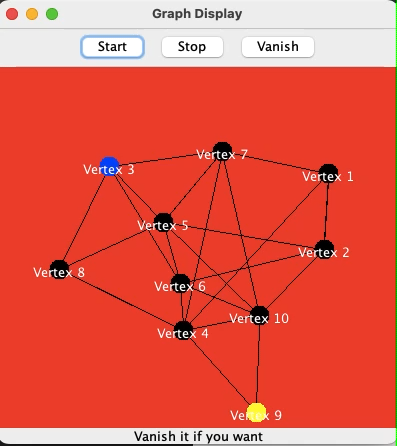 Graph Display
Start Stop Vanish
Vertex 7
Vertex 3
Vertex 1
Vertex 5
Vertex 2
Vertex 8
Vertex 6
Vertex 10
Vertex 4
Vertex 9
Vanish it if you want